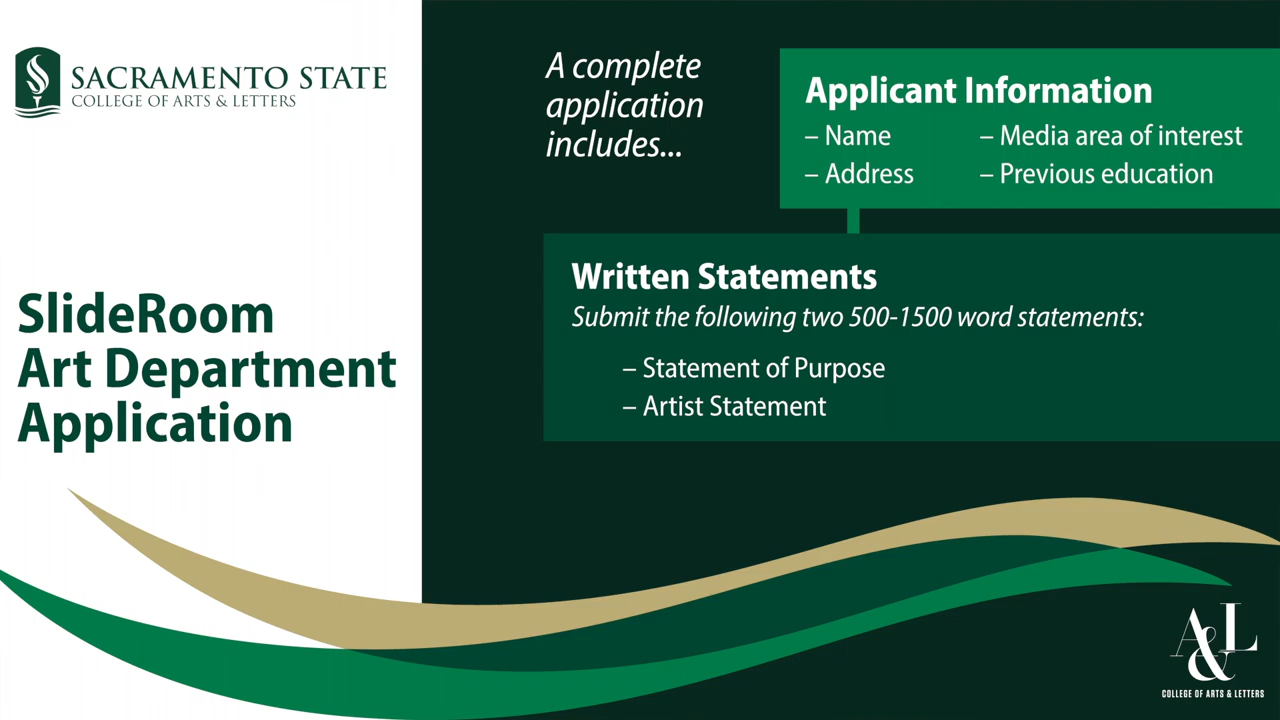 SACRAMENTO STATE
COLLEGE OF ARTS & LETTERS
SlideRoom
Art Department
Application
A complete
application
includes...
Applicant Information
– Name
– Address
– Media area of interest
– Previous education
Written Statements
Submit the following two 500-1500 word statements:
– Statement of Purpose
– Artist Statement
A&L
COLLEGE OF ARTS & LETTERS